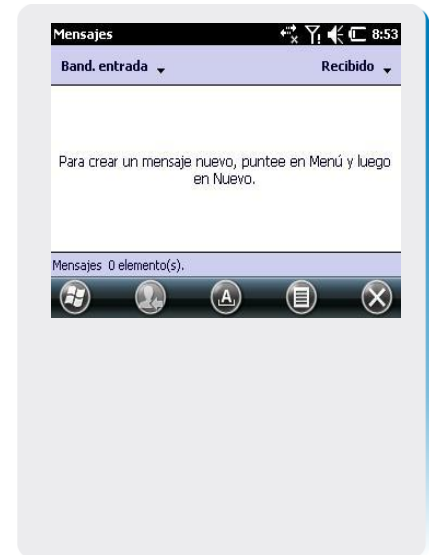 Mensajes 8:53
Band. entrada Recibido
Para crear un mensaje nuevo, puntee en Menú y luego
en Nuevo.
Mensajes 0 elemento(s).
A